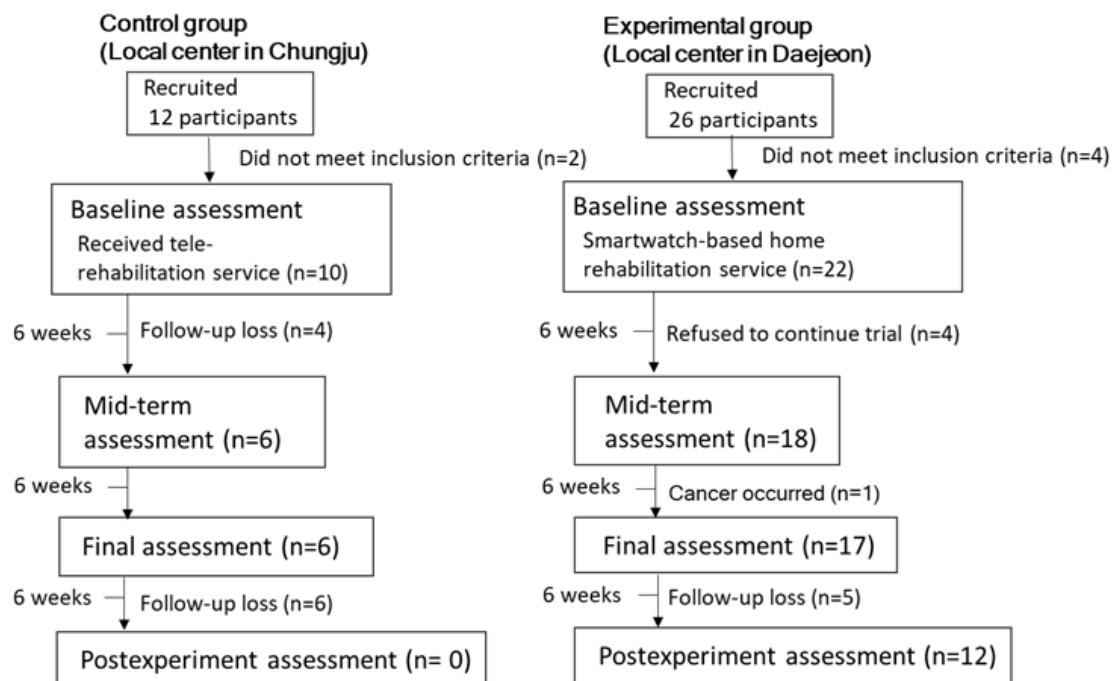 Control group
(Local center in Chungju)
Recruited
12 participants
Did not meet inclusion criteria (n=2)
Baseline assessment
Received tele-
rehabilitation service (n=10)
6 weeks
Follow-up loss (n=4)
Mid-term
assessment (n=6)
6 weeks
Final assessment (n=6)
6 weeks
Follow-up loss (n=6)
Postexperiment assessment (n= 0)
Experimental group
(Local center in Daejeon)
Recruited
26 participants
Did not meet inclusion criteria (n=4)
Baseline assessment
Smartwatch-based home
rehabilitation service (n=22)
6 weeks
Refused to continue trial (n=4)
Mid-term
assessment (n=18)
6 weeks
Cancer occurred (n=1)
Final assessment (n=17)
6 weeks
Follow-up loss (n=5)
Postexperiment assessment (n=12)